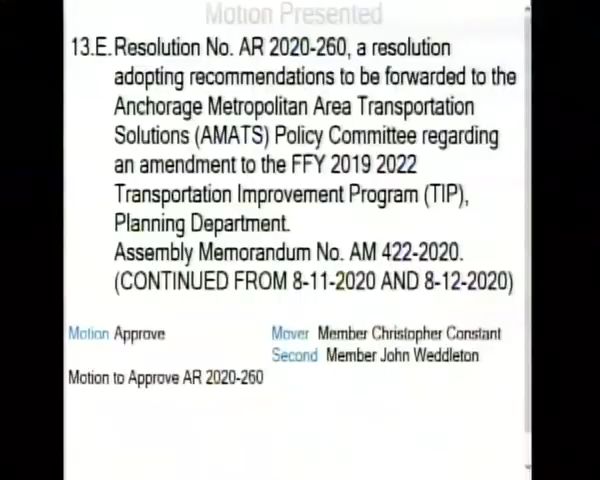 Motion Presented
13.E. Resolution No. AR 2020-260, a resolution
adopting recommendations to be forwarded to the
Anchorage Metropolitan Area Transportation
Solutions (AMATS) Policy Committee regarding
an amendment to the FFY 2019 2022
Transportation Improvement Program (TIP),
Planning Department.
Assembly Memorandum No. AM 422-2020.
(CONTINUED FROM 8-11-2020 AND 8-12-2020)
Motion Approve Mover Member Christopher Constant
Second Member John Weddleton
Motion to Approve AR 2020-260